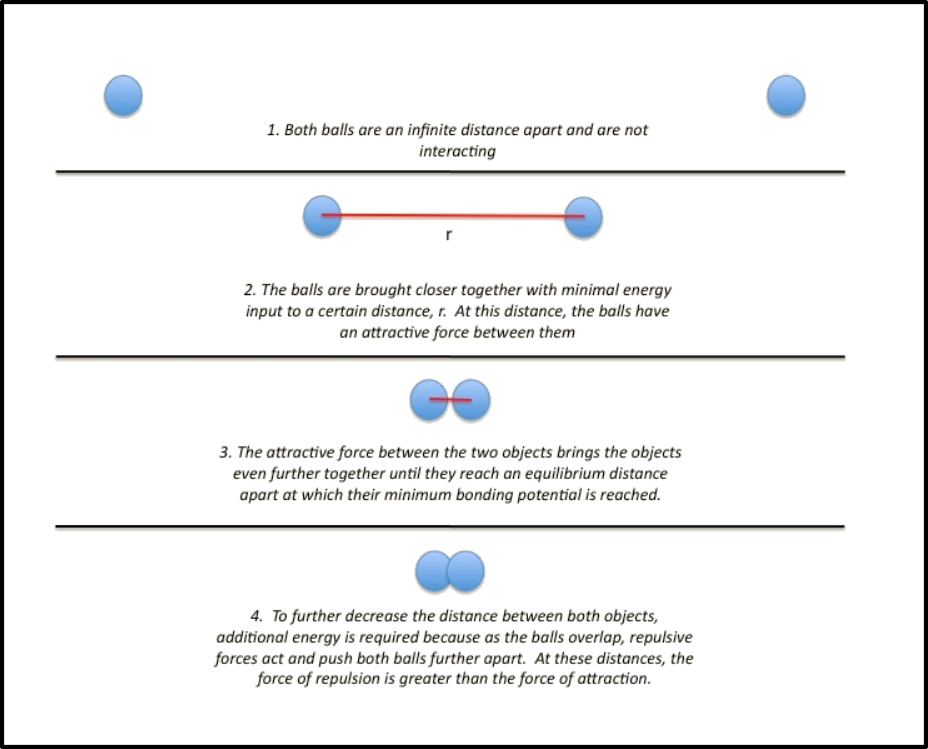 1. Both balls are an infinite distance apart and are not
interacting
r
2. The balls are brought closer together with minimal energy
input to a certain distance, r.  At this distance, the balls have
an attractive force between them
3. The attractive force between the two objects brings the objects
even further together until they reach an equilibrium distance
apart at which their minimum bonding potential is reached.
4.  To further decrease the distance between both objects,
additional energy is required because as the balls overlap, repulsive
forces act and push both balls further apart.  At these distances, the
force of repulsion is greater than the force of attraction.